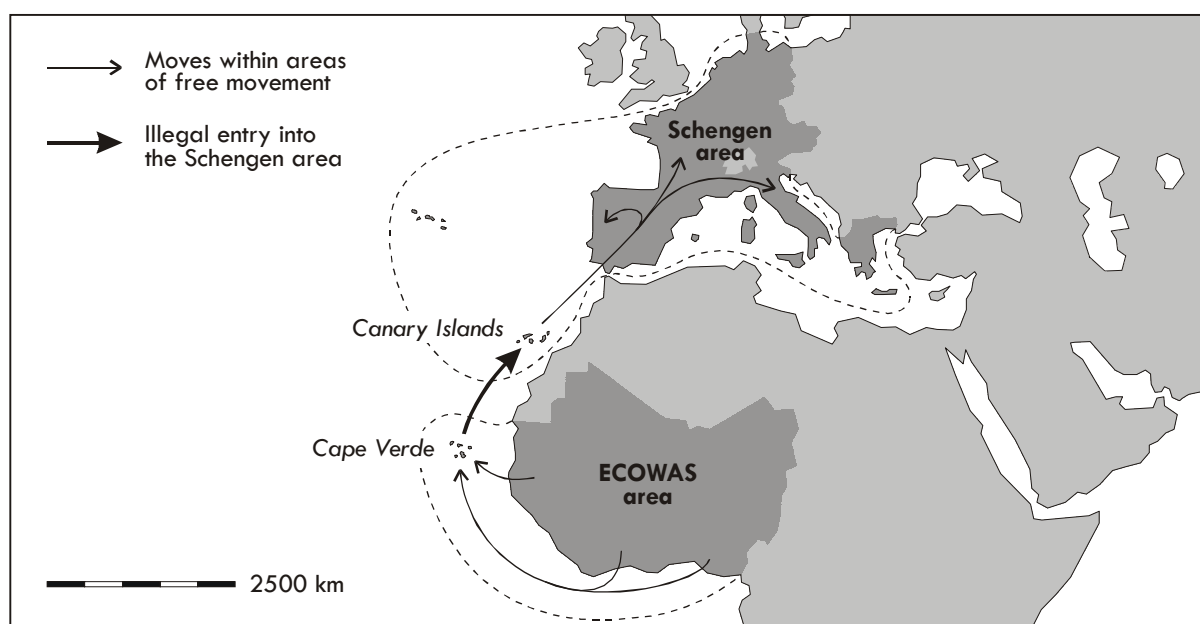 Moves within areas
of free movement
Illegal entry into
the Schengen area
Schengen
area
Canary Islands
Cape Verde
ECOWAS
area
2500 km